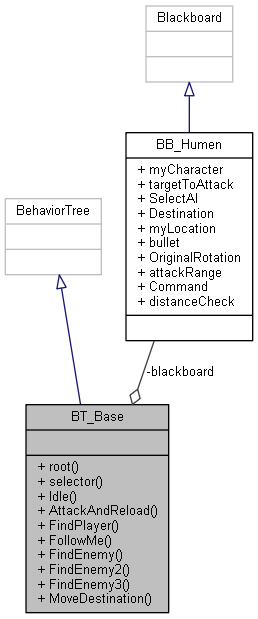 Blackboard
BB_Humen
+ myCharacter
+ targetToAttack
+ SelectAI
+ Destination
+ myLocation
+ bullet
+ OriginalRotation
+ attackRange
+ Command
+ distanceCheck
BehaviorTree
-blackboard
BT_Base
+ root()
+ selector()
+ Idle()
+ AttackAndReload()
+ FindPlayer()
+ FollowMe()
+ FindEnemy()
+ FindEnemy2()
+ FindEnemy3()
+ MoveDestination()